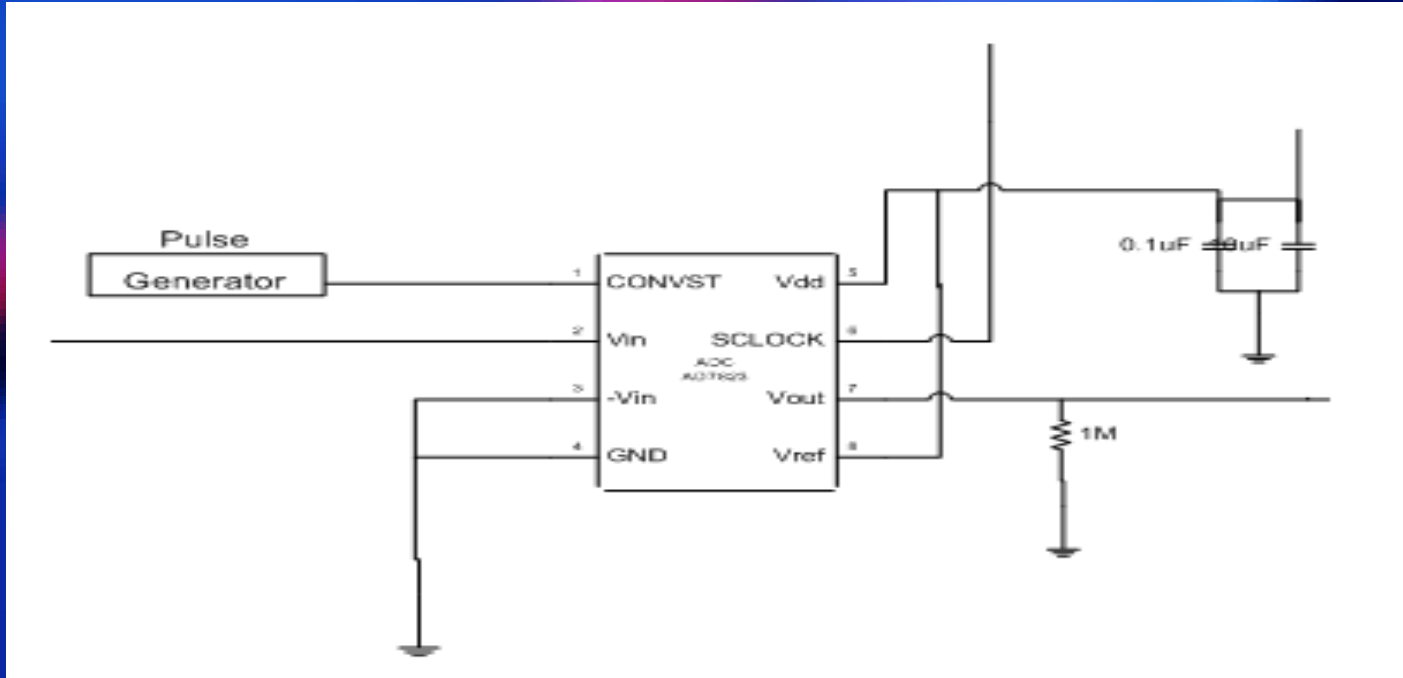 Pulse
Generator
1
CONVST
Vdd
5
0.1uF
2
Vin
SCLOCK
6
ADC
3
-Vin
Vout
7
1M
4
GND
Vref
8